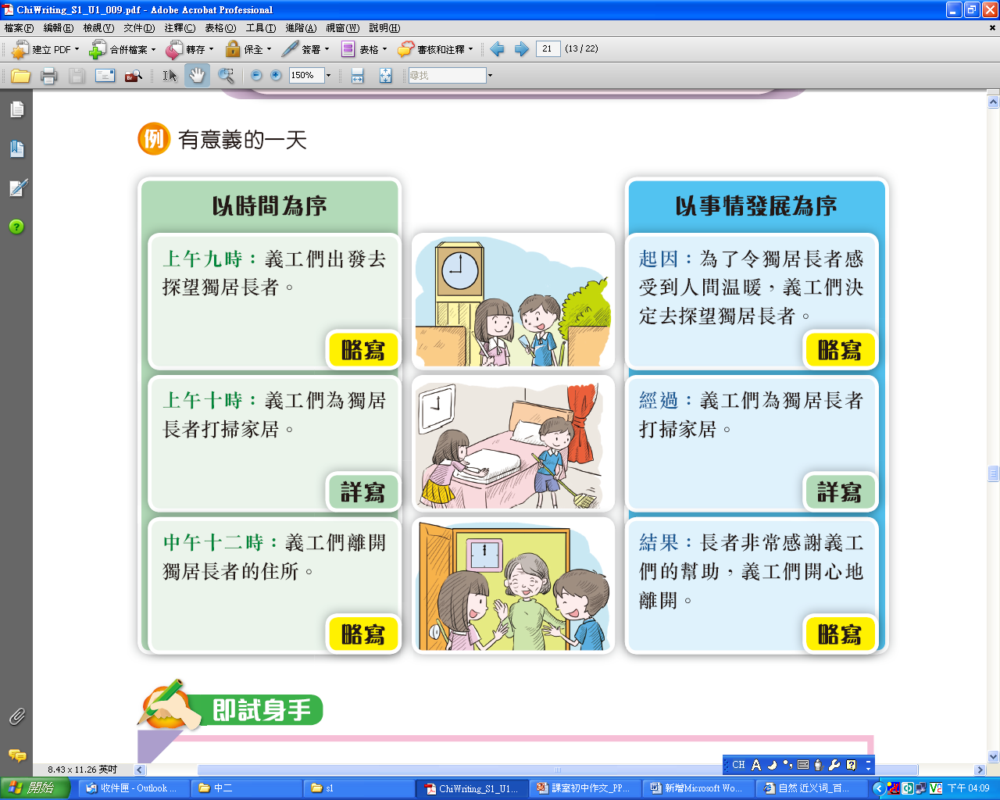 ChiWriting_S1_U1_009.pdf - Adobe Acrobat Professional
檔案(F) 編輯(E) 檢視(V) 文件(D) 注釋(C) 表格(O) 工具(T) 進階(A) 視窗(W) 說明(H)
建立 PDF 合併檔案 轉存 保全 簽署 表格 審核和注釋 21 (13 / 22)
150% 尋找
例 有意義的一天
以時間為序
上午九時：義工們出發去
探望獨居長者。
略寫
上午十時：義工們為獨居
長者打掃家居。
詳寫
中午十二時：義工們離開
獨居長者的住所。
略寫
以事情發展為序
起因：為了令獨居長者感
受到人間温暖，義工們決
定去探望獨居長者。
略寫
經過：義工們為獨居長者
打掃家居。
詳寫
結果：長者非常感謝義工
們的幫助，義工們開心地
離開。
略寫
即試身手
8.43 x 11.26 英吋
CH
開始 收件匣 - Outlook ... 中二 s1 ChiWriting_S1_U1... 課室初中作文_PP... 新增Microsoft Wo... 自然 近义词_百... 下午 04:09